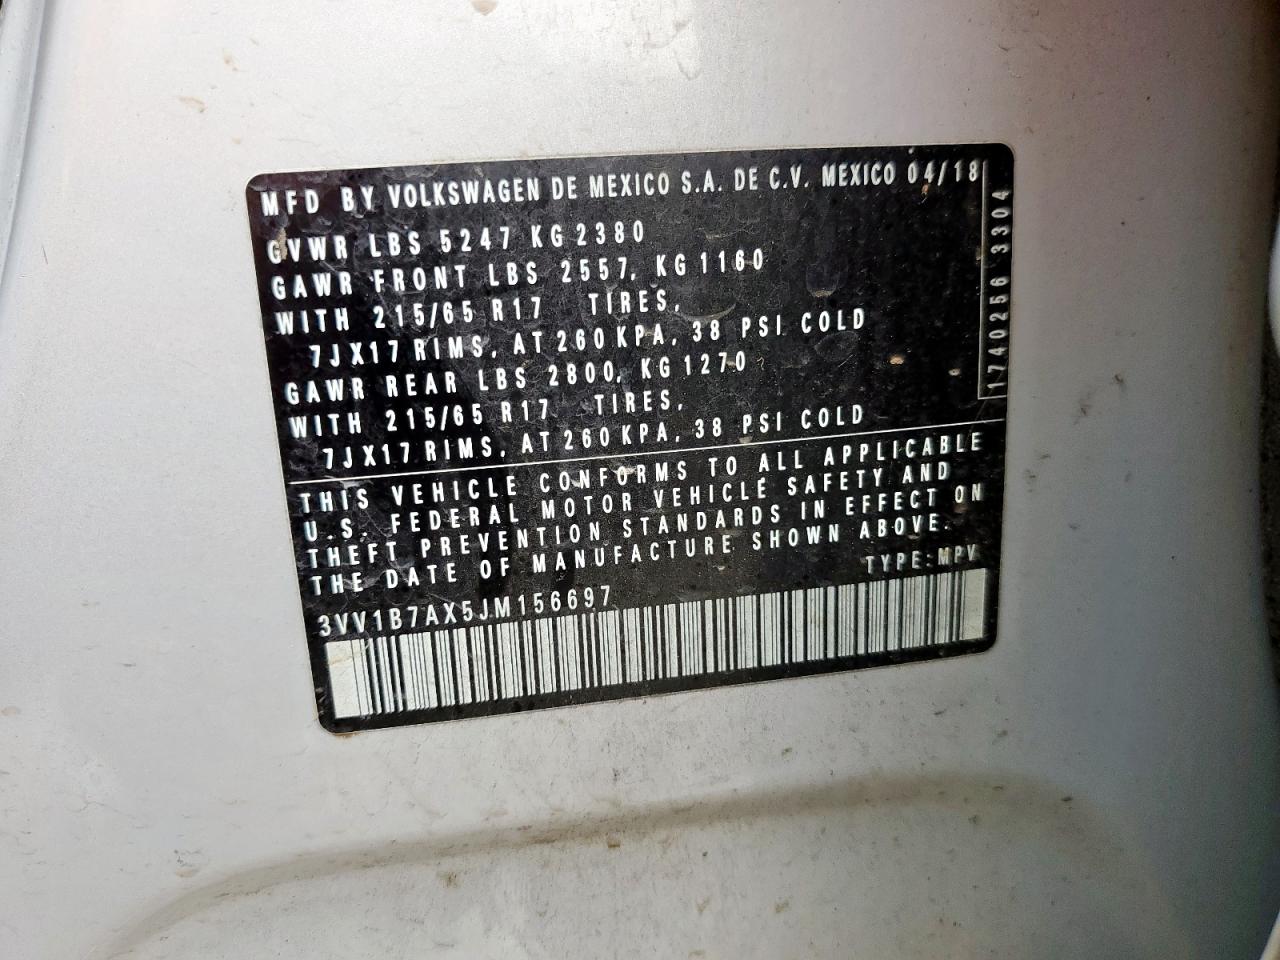 MFD BY VOLKSWAGEN DE MEXICO S.A. DE C.V. MEXICO 04/18
GVWR LBS 5247 KG 2380
GAWR FRONT LBS 2557, KG 1160
WITH 215/65 R17 TIRES,
7JX17 RIMS, AT 260 KPA, 38 PSI COLD
GAWR REAR LBS 2800, KG 1270
WITH 215/65 R17 TIRES,
7JX17 RIMS, AT 260 KPA, 38 PSI COLD
1740256 3304
THIS VEHICLE CONFORMS TO ALL APPLICABLE
U.S. FEDERAL MOTOR VEHICLE SAFETY AND
THEFT PREVENTION STANDARDS IN EFFECT ON
THE DATE OF MANUFACTURE SHOWN ABOVE.
TYPE: MPV
3VV1B7AX5JM156697